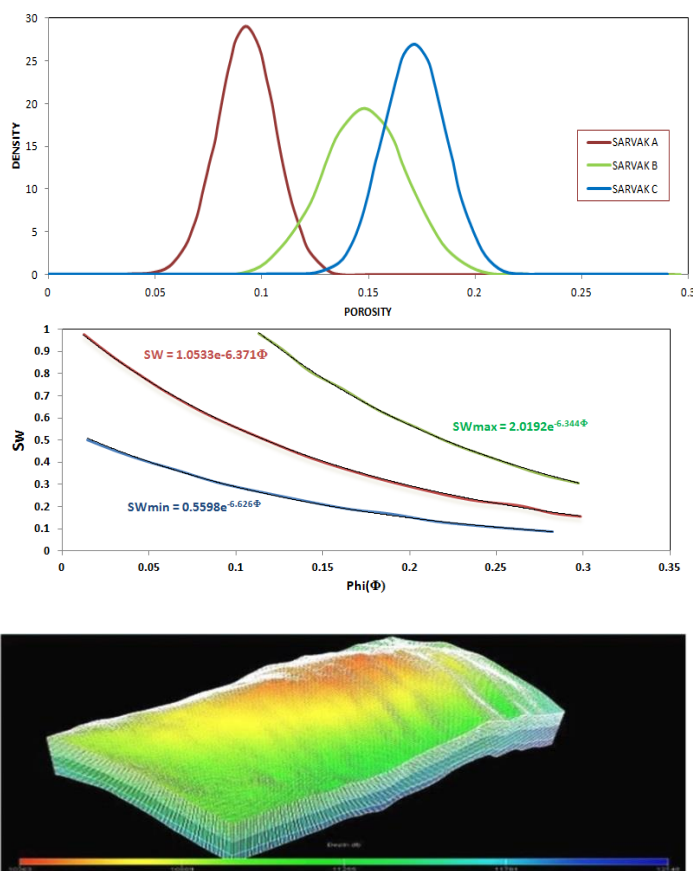 30
25
20
15
10
5
0
DENSITY
SARVAK A
SARVAK B
SARVAK C
0 0.05 0.1 0.15 0.2 0.25 0.3
POROSITY
1
0.9
0.8
0.7
0.6
0.5
0.4
0.3
0.2
0.1
0
Sw
SW = 1.0533e-6.371Φ
SWmax = 2.0192e-6.344Φ
SWmin = 0.5598e-6.626Φ
0 0.05 0.1 0.15 0.2 0.25 0.3 0.35
Phi(Φ)